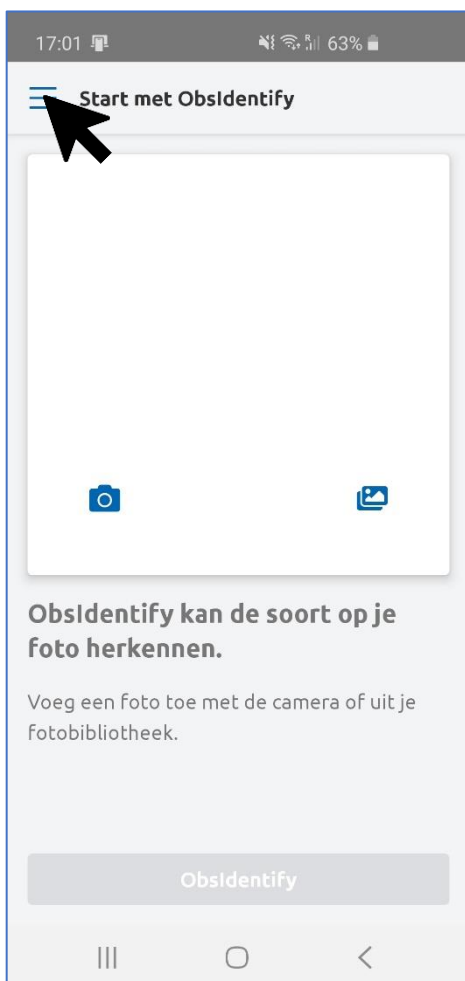 17:01 63%
Start met ObsIdentify
ObsIdentify kan de soort op je
foto herkennen.
Voeg een foto toe met de camera of uit je
fotobibliotheek.
ObsIdentify